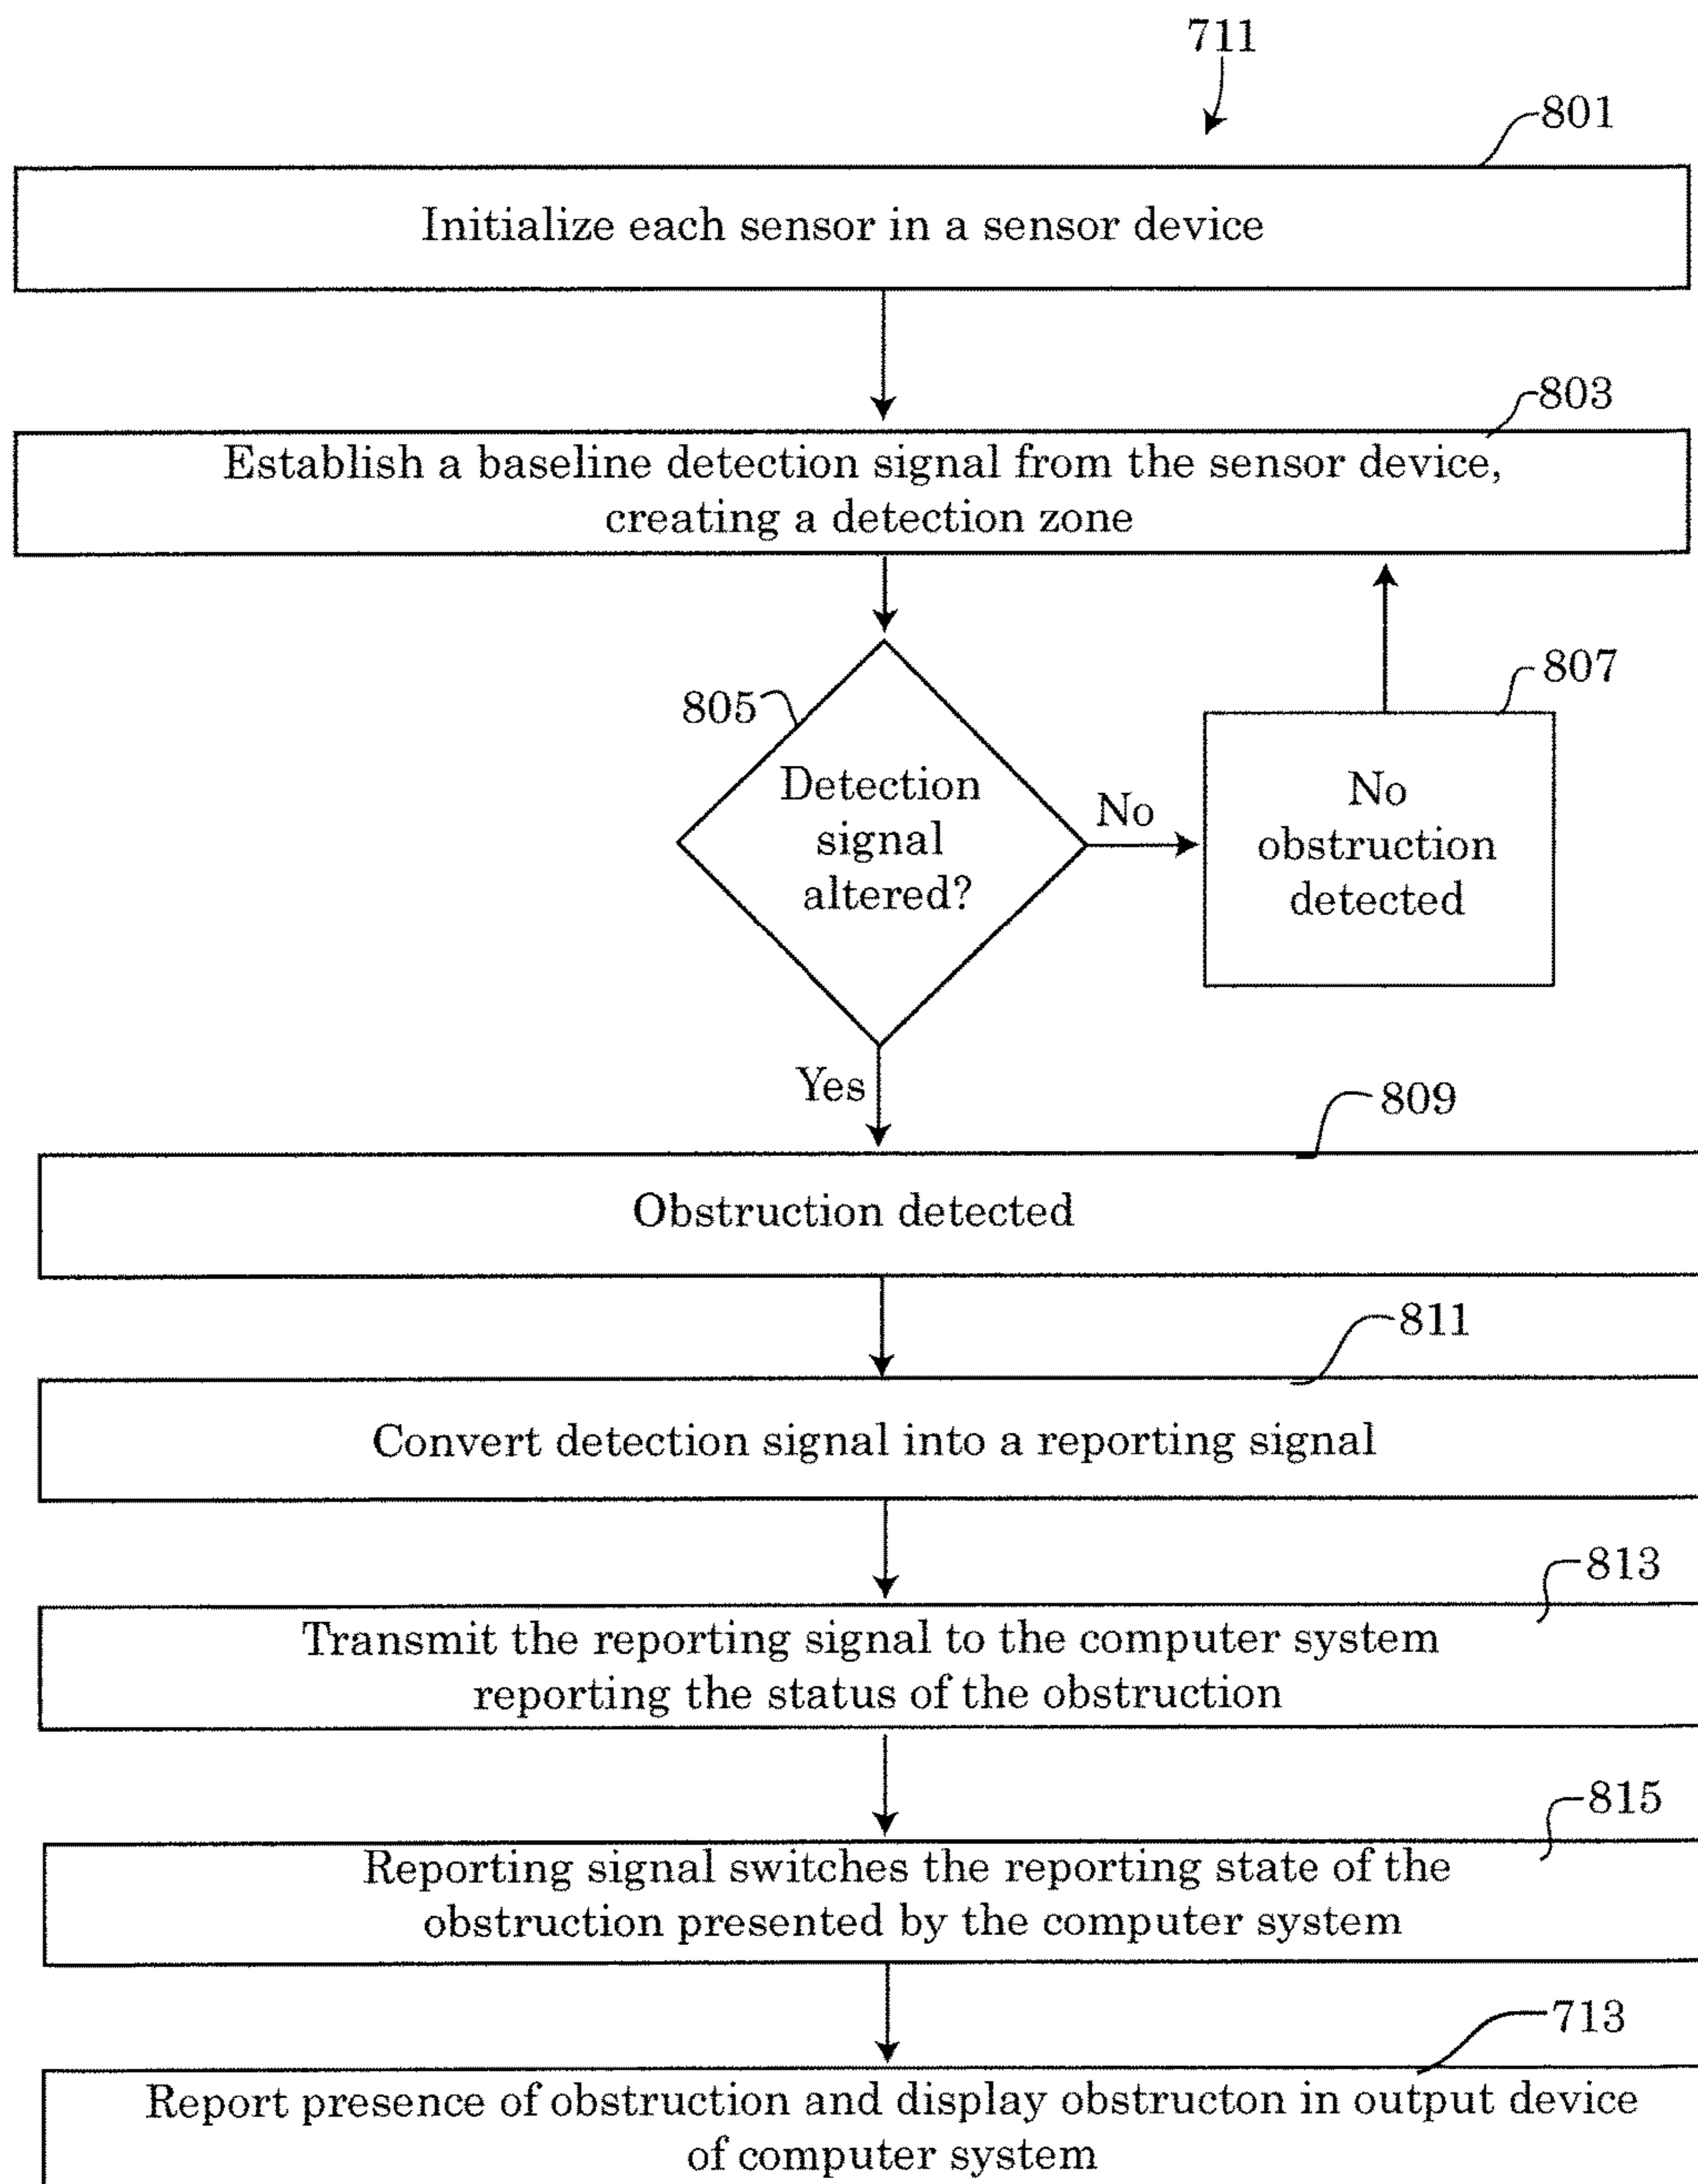 711
801
Initialize each sensor in a sensor device
803
Establish a baseline detection signal from the sensor device,
creating a detection zone
805
Detection
signal
altered?
No
807
No
obstruction
detected
Yes
809
Obstruction detected
811
Convert detection signal into a reporting signal
813
Transmit the reporting signal to the computer system
reporting the status of the obstruction
815
Reporting signal switches the reporting state of the
obstruction presented by the computer system
713
Report presence of obstruction and display obstructon in output device
of computer system